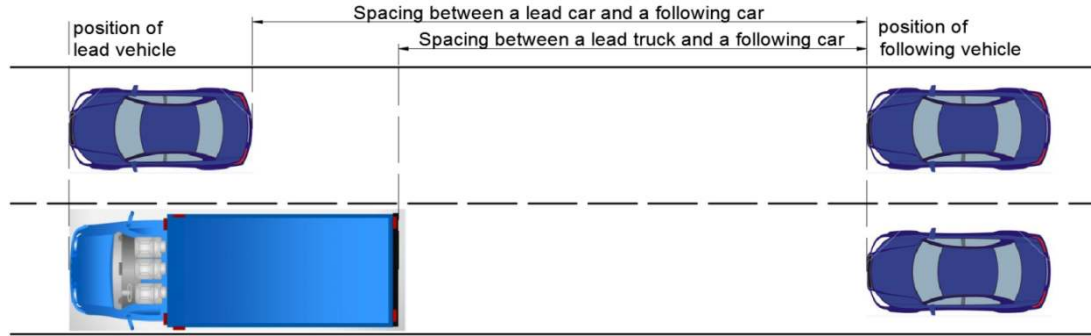 Spacing between a lead car and a following car
position of
lead vehicle
Spacing between a lead truck and a following car
position of
following vehicle